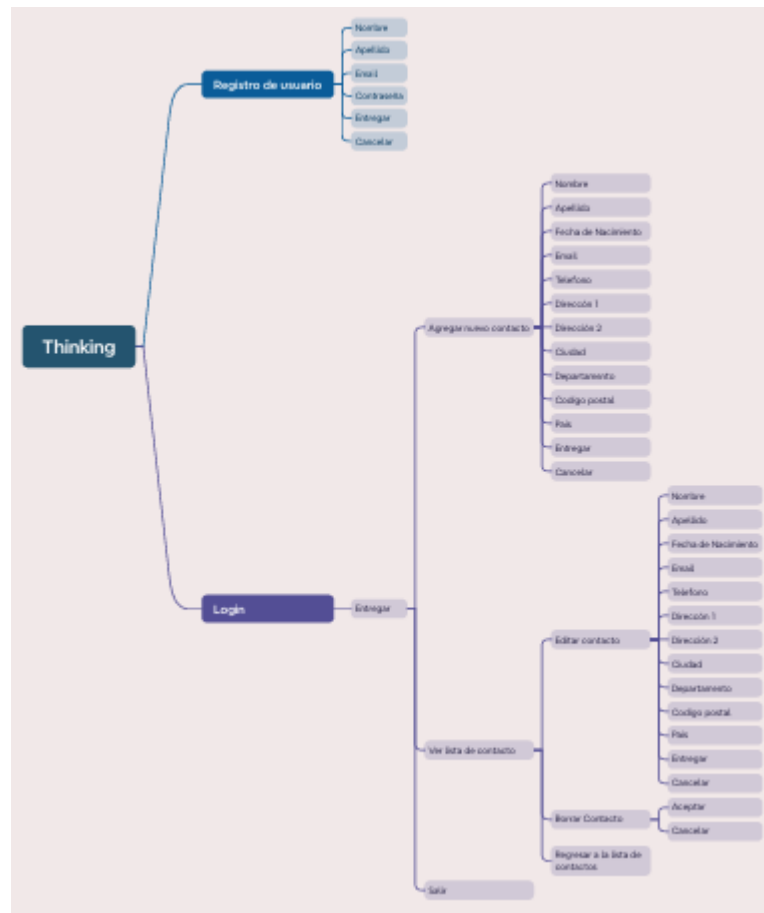 Nombre
Apellido
Email
Contraseña
Entregar
Cancelar
Registro de usuario
Nombre
Apellido
Fecha de Nacimiento
Email
Telefono
Direccón 1
Dirección 2
Ciudad
Departamento
Codigo postal
País
Entregar
Cancelar
Agregar nuevo contacto
Thinking
Login
Entregar
Nombre
Apellido
Fecha de Nacimiento
Email
Teléfono
Direccón 1
Dirección 2
Ciudad
Departamento
Codigo postal
País
Entregar
Cancelar
Editar contacto
Ver lista de contacto
Borrar Contacto
Aceptar
Cancelar
Regresar a la lista de
contactos
Salir